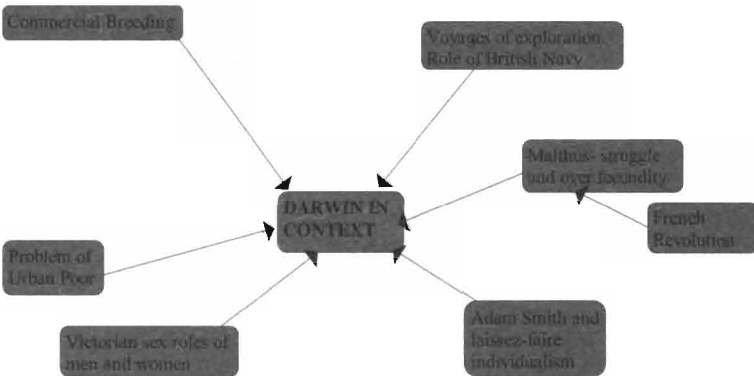 Commercial Breeding
Voyages of exploration.
Role of British Navy
Malthus- struggle
and over fecundity
DARWIN IN
CONTEXT
French
Revolution
Problem of
Urban Poor
Adam Smith and
laissez-faire
individualism
Victorian sex roles of
men and women